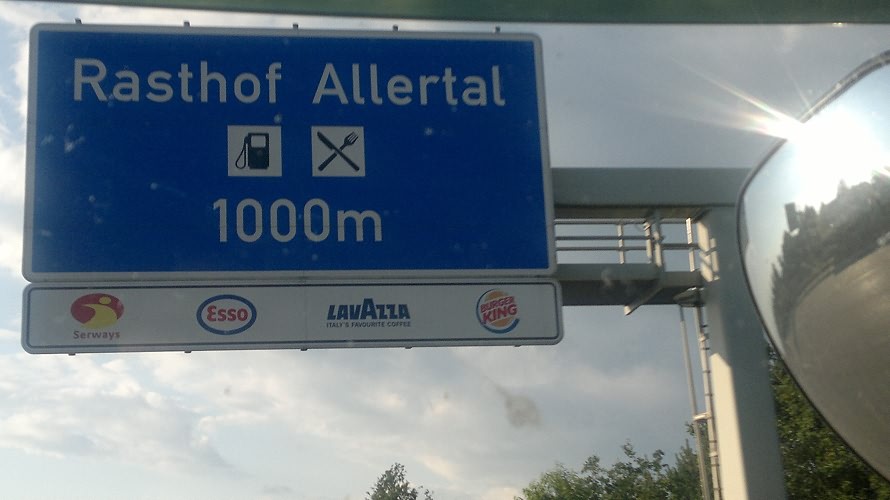 Rasthof Allertal
1000m
Serways
Esso
LAVAZZA
ITALY'S FAVOURITE COFFEE
BURGER
KING